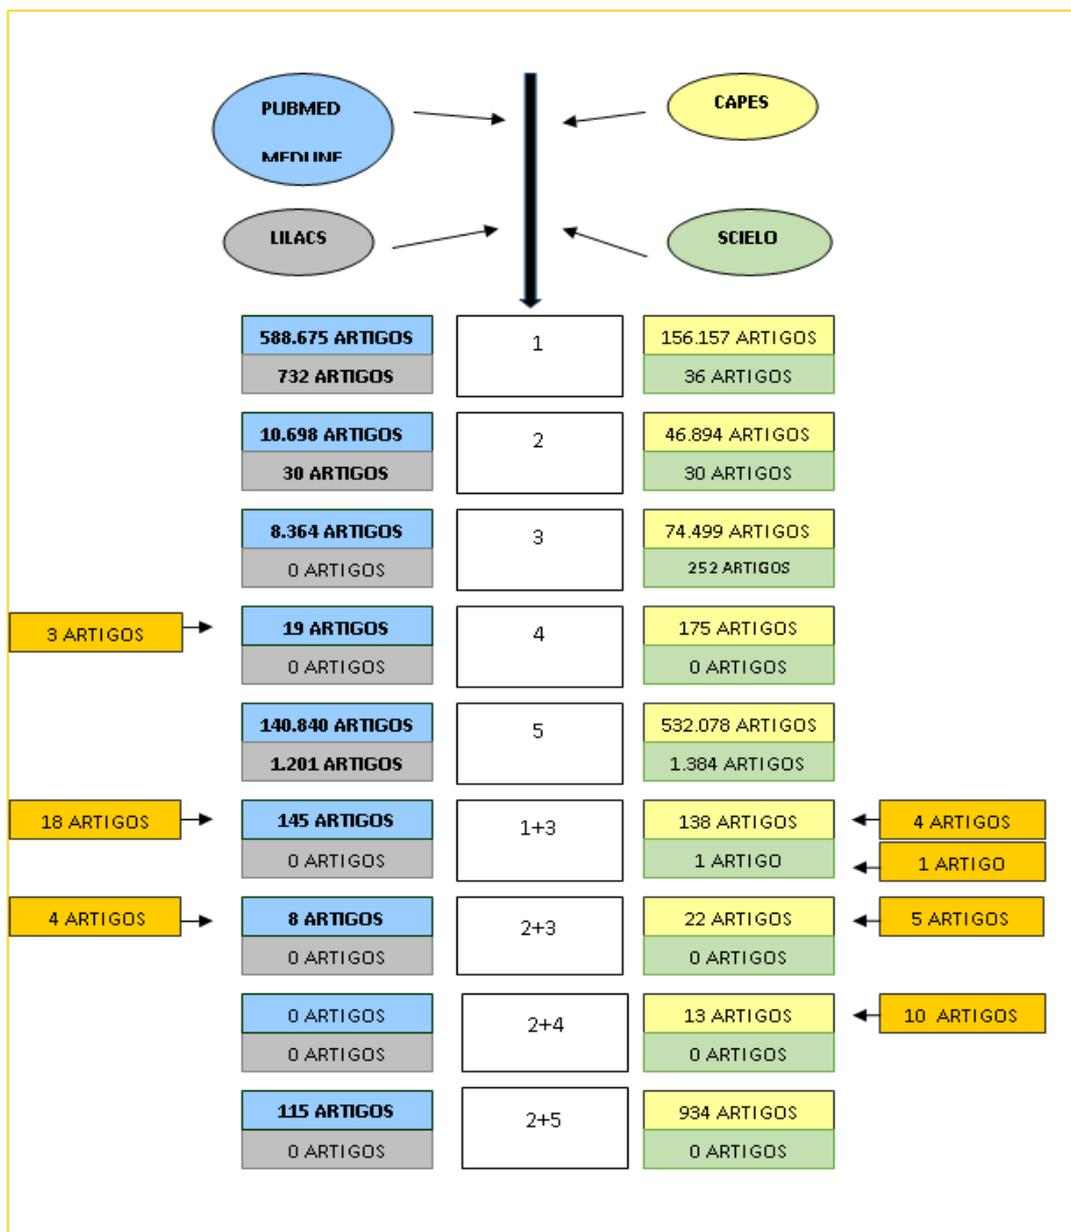 PUBMED
MEDLINE
CAPES
LILACS
SCIELO
588.675 ARTIGOS
732 ARTIGOS
1
156.157 ARTIGOS
36 ARTIGOS
10.698 ARTIGOS
30 ARTIGOS
2
46.894 ARTIGOS
30 ARTIGOS
8.364 ARTIGOS
0 ARTIGOS
3
74.499 ARTIGOS
252 ARTIGOS
3 ARTIGOS
19 ARTIGOS
0 ARTIGOS
4
175 ARTIGOS
0 ARTIGOS
140.840 ARTIGOS
1.201 ARTIGOS
5
532.078 ARTIGOS
1.384 ARTIGOS
18 ARTIGOS
145 ARTIGOS
0 ARTIGOS
1+3
138 ARTIGOS
1 ARTIGO
4 ARTIGOS
1 ARTIGO
4 ARTIGOS
8 ARTIGOS
0 ARTIGOS
2+3
22 ARTIGOS
0 ARTIGOS
5 ARTIGOS
0 ARTIGOS
0 ARTIGOS
2+4
13 ARTIGOS
0 ARTIGOS
10 ARTIGOS
115 ARTIGOS
0 ARTIGOS
2+5
934 ARTIGOS
0 ARTIGOS